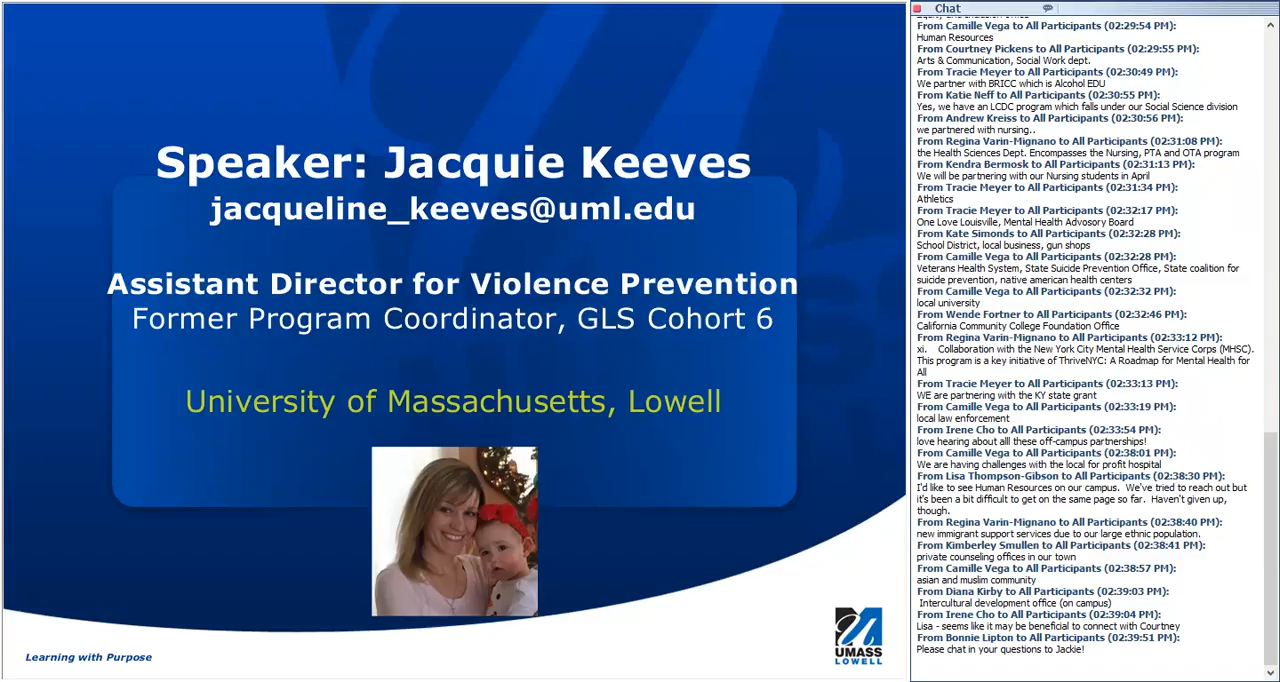 Speaker: Jacquie Keeves
jacqueline_keeves@uml.edu
Assistant Director for Violence Prevention
Former Program Coordinator, GLS Cohort 6
University of Massachusetts, Lowell
Learning with Purpose
UMASS
LOWELL
Chat
From Camille Vega to All Participants (02:29:54 PM):
Human Resources
From Courtney Pickens to All Participants (02:29:55 PM):
Arts & Communication, Social Work dept.
From Tracie Meyer to All Participants (02:30:49 PM):
We partner with BRICC which is Alcohol EDU
From Katie Neff to All Participants (02:30:55 PM):
Yes, we have an LCDC program which falls under our Social Science division
From Andrew Kreiss to All Participants (02:30:56 PM):
we partnered with nursing..
From Regina Varin-Mignano to All Participants (02:31:08 PM):
the Health Sciences Dept. Encompasses the Nursing, PTA and OTA program
From Kendra Bermosk to All Participants (02:31:13 PM):
We will be partnering with our Nursing students in April
From Tracie Meyer to All Participants (02:31:34 PM):
Athletics
From Tracie Meyer to All Participants (02:32:17 PM):
One Love Louisville, Mental Health Advosory Board
From Kate Simonds to All Participants (02:32:28 PM):
School District, local business, gun shops
From Camille Vega to All Participants (02:32:28 PM):
Veterans Health System, State Suicide Prevention Office, State coalition for
suicide prevention, native american health centers
From Camille Vega to All Participants (02:32:32 PM):
local university
From Wende Fortner to All Participants (02:32:46 PM):
California Community College Foundation Office
From Regina Varin-Mignano to All Participants (02:33:12 PM):
xi. Collaboration with the New York City Mental Health Service Corps (MHSC).
This program is a key initiative of ThriveNYC: A Roadmap for Mental Health for
All
From Tracie Meyer to All Participants (02:33:13 PM):
WE are partnering with the KY state grant
From Camille Vega to All Participants (02:33:19 PM):
local law enforcement
From Irene Cho to All Participants (02:33:54 PM):
love hearing about alll these off-campus partnerships!
From Camille Vega to All Participants (02:38:01 PM):
We are having challenges with the local for profit hospital
From Lisa Thompson-Gibson to All Participants (02:38:30 PM):
I'd like to see Human Resources on our campus. We've tried to reach out but
it's been a bit difficult to get on the same page so far. Haven't given up,
though.
From Regina Varin-Mignano to All Participants (02:38:40 PM):
new immigrant support services due to our large ethnic population.
From Kimberley Smullen to All Participants (02:38:41 PM):
private counseling offices in our town
From Camille Vega to All Participants (02:38:57 PM):
asian and muslim community
From Diana Kirby to All Participants (02:39:03 PM):
Intercultural development office (on campus)
From Irene Cho to All Participants (02:39:04 PM):
Lisa - seems like it may be beneficial to connect with Courtney
From Bonnie Lipton to All Participants (02:39:51 PM):
Please chat in your questions to Jackie!